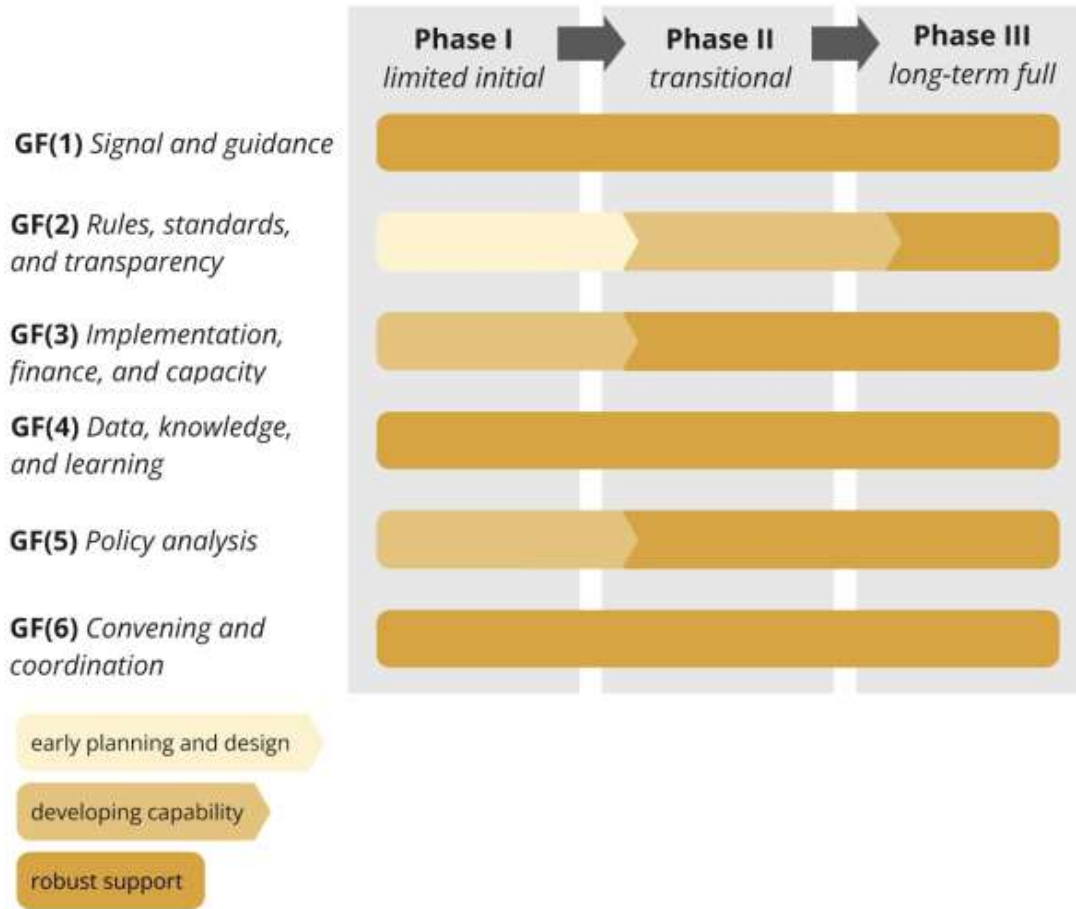 Phase I
limited initial
Phase II
transitional
Phase III
long-term full
GF(1) Signal and guidance
GF(2) Rules, standards,
and transparency
GF(3) Implementation,
finance, and capacity
GF(4) Data, knowledge,
and learning
GF(5) Policy analysis
GF(6) Convening and
coordination
early planning and design
developing capability
robust support